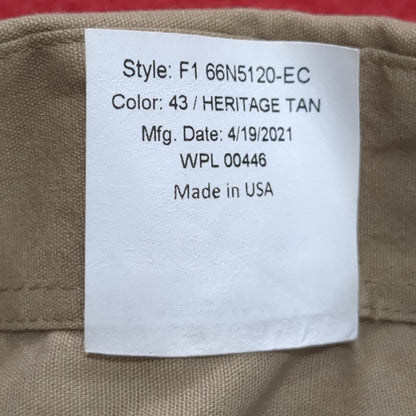 Style: F1 66N5120-EC
Color: 43 / HERITAGE TAN
Mfg. Date: 4/19/2021
WPL 00446
Made in USA